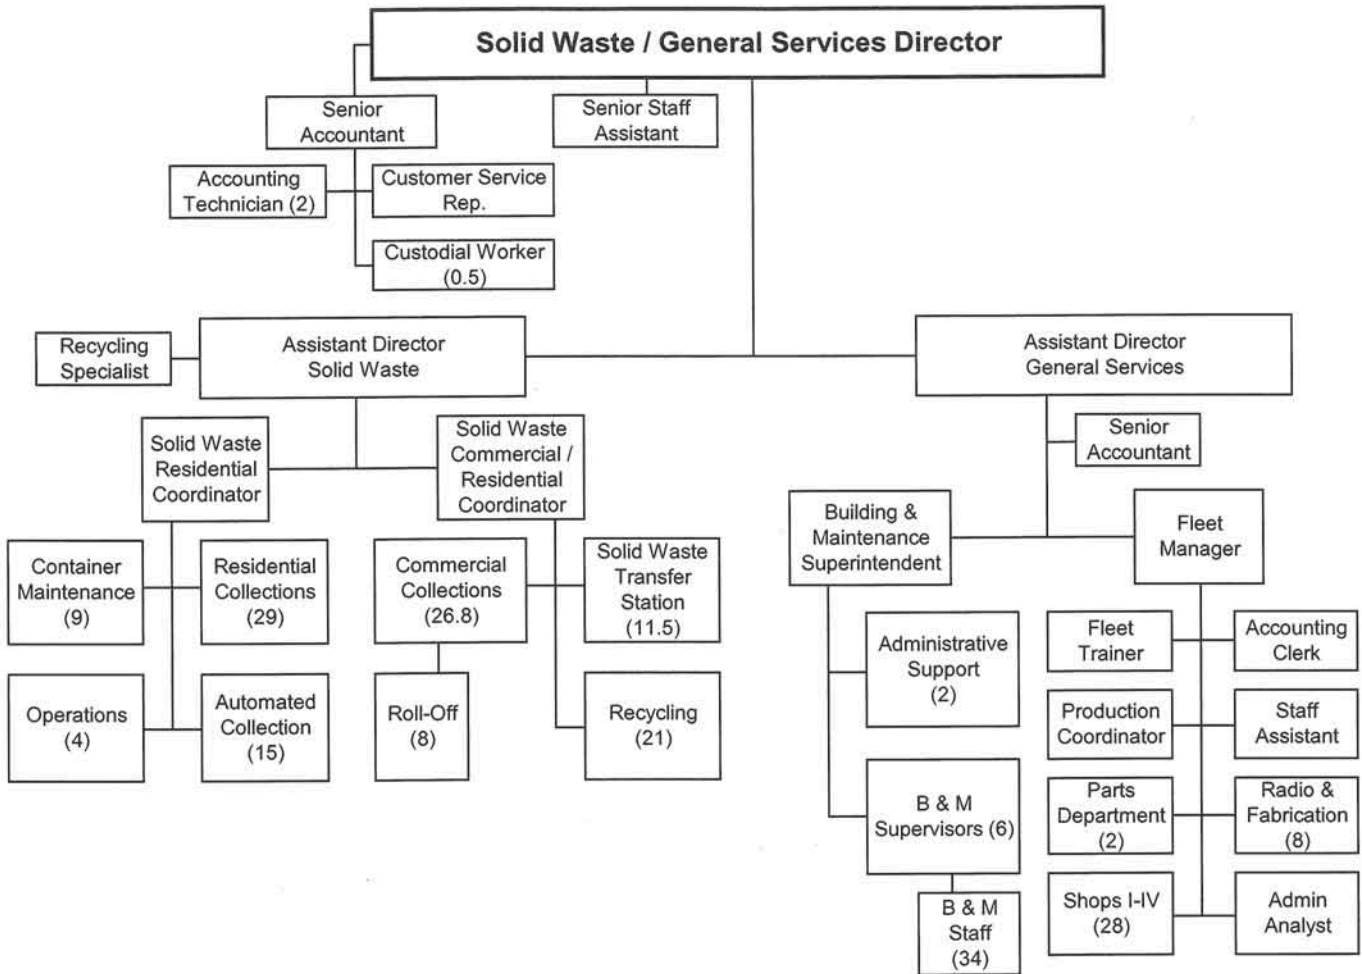 Solid Waste / General Services Director
Senior
Accountant
Senior Staff
Assistant
Accounting
Technician (2)
Customer Service
Rep.
Custodial Worker
(0.5)
Recycling
Specialist
Assistant Director
Solid Waste
Assistant Director
General Services
Senior
Accountant
Solid Waste
Residential
Coordinator
Solid Waste
Commercial /
Residential
Coordinator
Building &
Maintenance
Superintendent
Fleet
Manager
Container
Maintenance
(9)
Residential
Collections
(29)
Commercial
Collections
(26.8)
Solid Waste
Transfer
Station
(11.5)
Operations
(4)
Automated
Collection
(15)
Roll-Off
(8)
Recycling
(21)
Administrative
Support
(2)
B & M
Supervisors (6)
B & M
Staff
(34)
Fleet
Trainer
Accounting
Clerk
Production
Coordinator
Staff
Assistant
Parts
Department
(2)
Radio &
Fabrication
(8)
Shops I-IV
(28)
Admin
Analyst